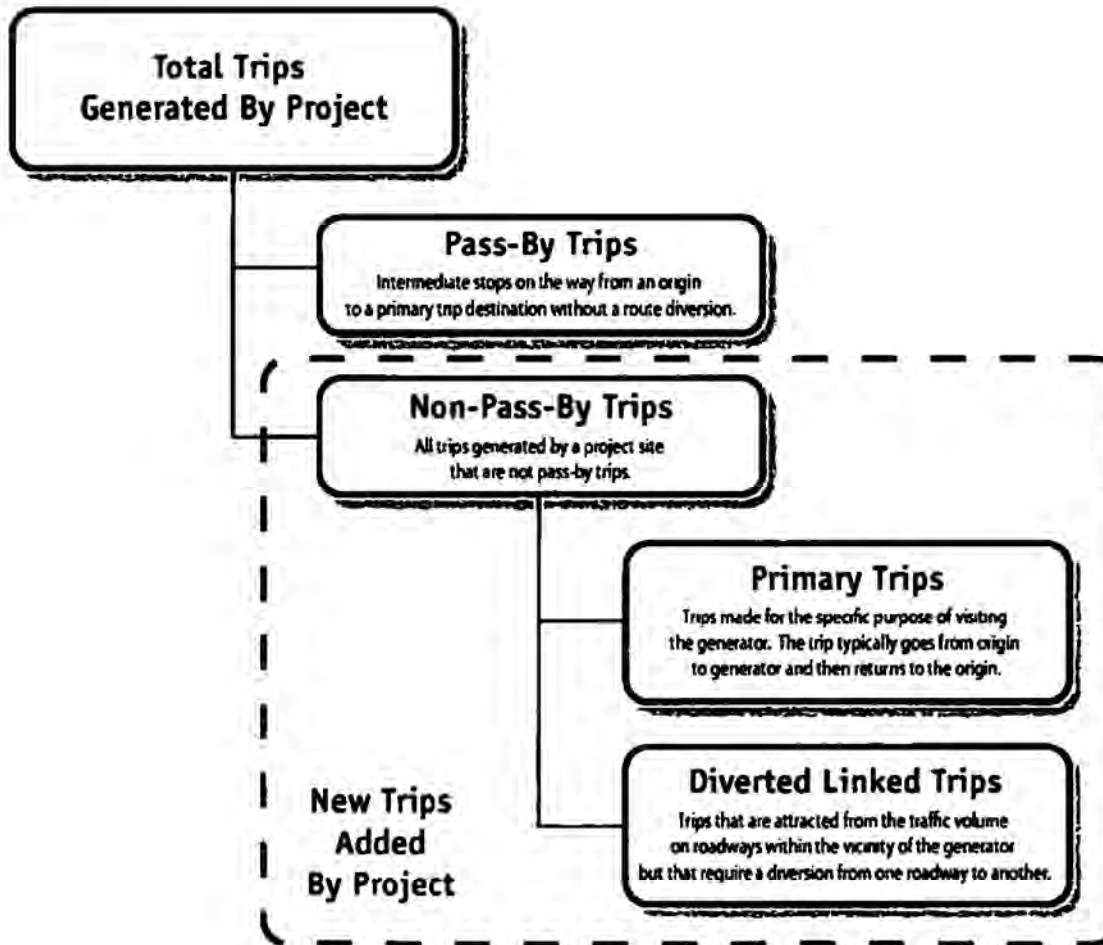 Total Trips
Generated By Project
Pass-By Trips
Intermediate stops on the way from an origin
to a primary trip destination without a route diversion.
Non-Pass-By Trips
All trips generated by a project site
that are not pass-by trips.
Primary Trips
Trips made for the specific purpose of visiting
the generator. The trip typically goes from origin
to generator and then returns to the origin.
Diverted Linked Trips
Trips that are attracted from the traffic volume
on roadways within the vicinity of the generator
but that require a diversion from one roadway to another.
New Trips
Added
By Project